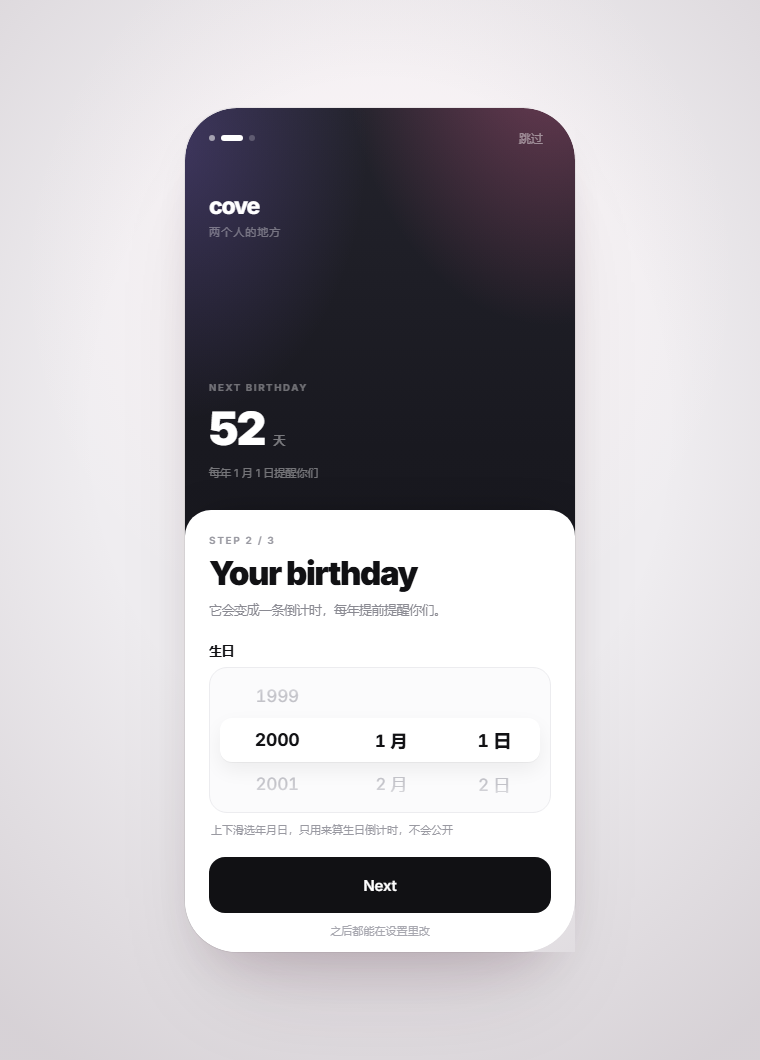 跳过
cove
两个人的地方
NEXT BIRTHDAY
52 天
每年 1 月 1 日提醒你们
STEP 2 / 3
Your birthday
它会变成一条倒计时，每年提前提醒你们。
生日
1999
2000 1 月 1 日
2001 2 月 2 日
上下滑选年月日，只用来算生日倒计时，不会公开
Next
之后都能在设置里改